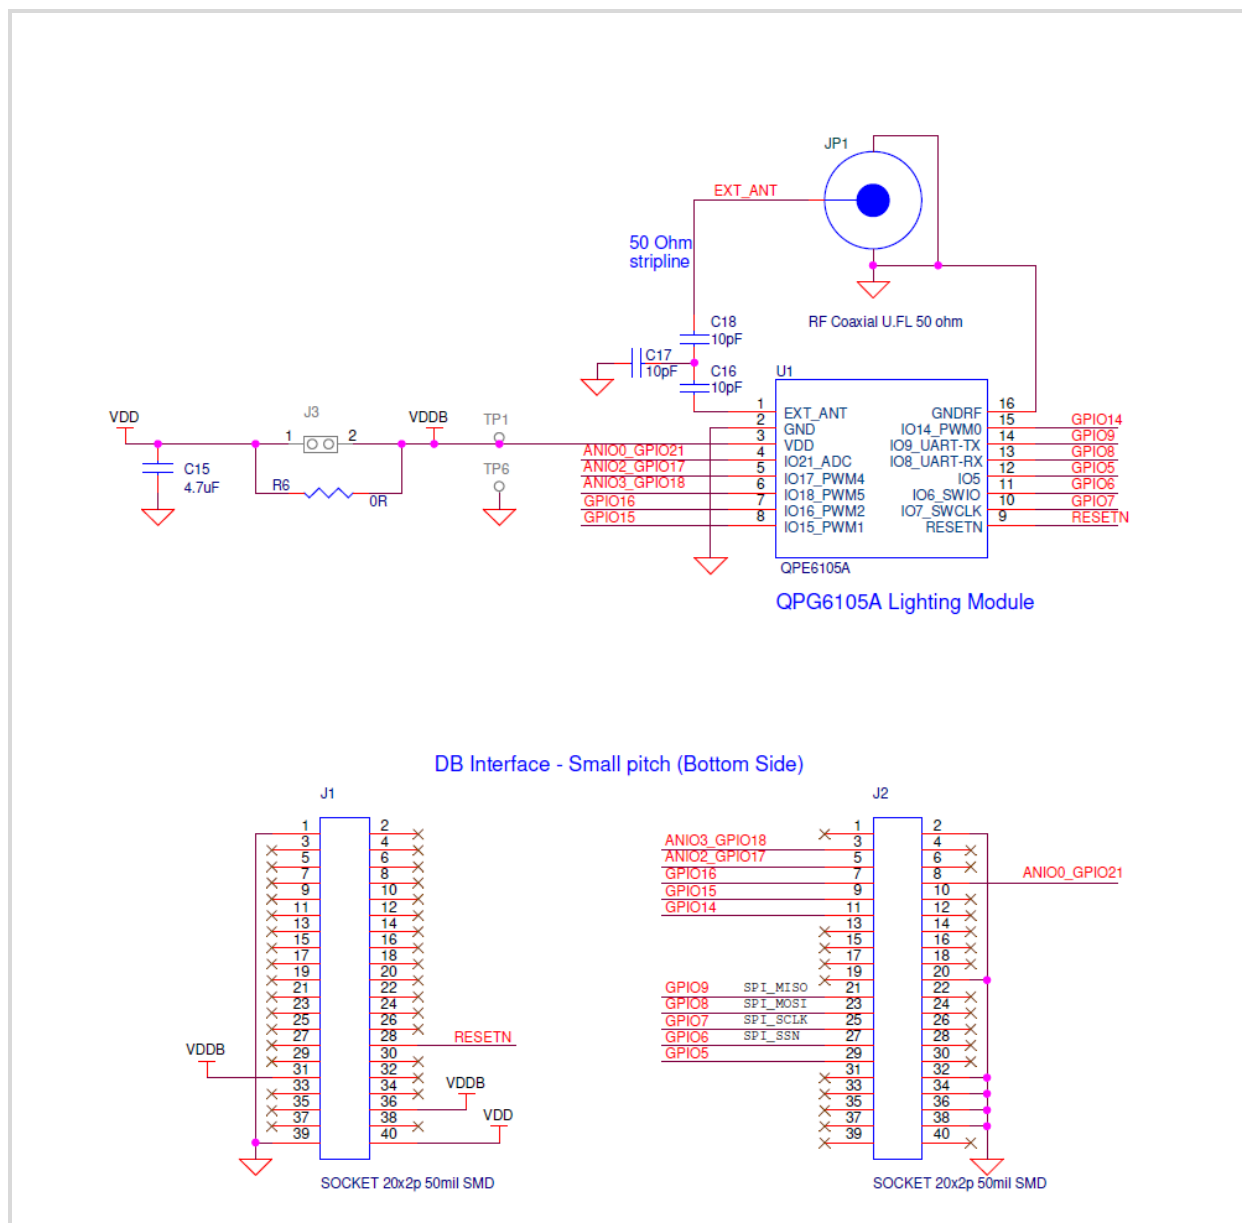 JP1
EXT_ANT
50 Ohm
stripline
RF Coaxial U.FL 50 ohm
C18
10pF
C17
10pF
C16
10pF
U1
VDD
J3
1 2
VDDB
TP1
TP6
C15
4.7uF
R6
0R
ANIO0_GPIO21
ANIO2_GPIO17
ANIO3_GPIO18
GPIO16
GPIO15
1 EXT_ANT GNDRF 16
2 GND IO14_PWM0 15 GPIO14
3 VDD IO9_UART-TX 14 GPIO9
4 IO21_ADC IO8_UART-RX 13 GPIO8
5 IO17_PWM4 IO5 12 GPIO5
6 IO18_PWM5 IO6_SWIO 11 GPIO6
7 IO16_PWM2 IO7_SWCLK 10 GPIO7
8 IO15_PWM1 RESETN 9 RESETN
QPE6105A
QPG6105A Lighting Module
DB Interface - Small pitch (Bottom Side)
J1
1 2
3 4
5 6
7 8
9 10
11 12
13 14
15 16
17 18
19 20
21 22
23 24
25 26
27 28 RESETN
29 30
VDDB
31 32
33 34
35 36 VDDB
37 38
39 40 VDD
SOCKET 20x2p 50mil SMD
J2
1 2
ANIO3_GPIO18 3 4
ANIO2_GPIO17 5 6
GPIO16 7 8 ANIO0_GPIO21
GPIO15 9 10
GPIO14 11 12
13 14
15 16
17 18
19 20
GPIO9 SPI_MISO 21 22
GPIO8 SPI_MOSI 23 24
GPIO7 SPI_SCLK 25 26
GPIO6 SPI_SSN 27 28
GPIO5 29 30
31 32
33 34
35 36
37 38
39 40
SOCKET 20x2p 50mil SMD